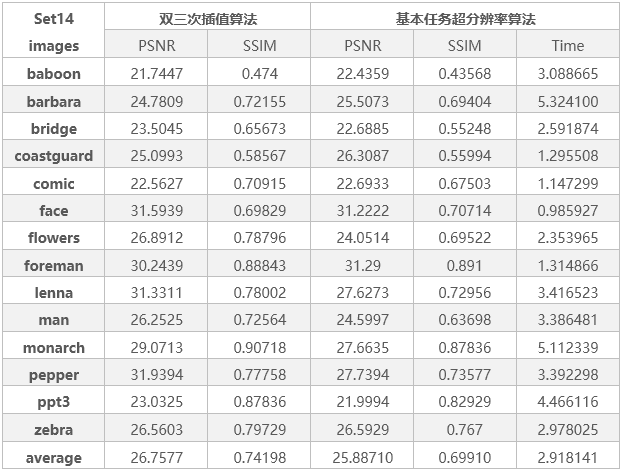 Set14 双三次插值算法 基本任务超分辨率算法
images PSNR SSIM PSNR SSIM Time
baboon 21.7447 0.474 22.4359 0.43568 3.088665
barbara 24.7809 0.72155 25.5073 0.69404 5.324100
bridge 23.5045 0.65673 22.6885 0.55248 2.591874
coastguard 25.0993 0.58567 26.3087 0.55994 1.295508
comic 22.5627 0.70915 22.6933 0.67503 1.147299
face 31.5939 0.69829 31.2222 0.70714 0.985927
flowers 26.8912 0.78796 24.0514 0.69522 2.353965
foreman 30.2439 0.88843 31.29 0.891 1.314866
lenna 31.3311 0.78002 27.6273 0.72956 3.416523
man 26.2525 0.72564 24.5997 0.63698 3.386481
monarch 29.0713 0.90718 27.6635 0.87836 5.112339
pepper 31.9394 0.77758 27.7394 0.73577 3.392298
ppt3 23.0325 0.87836 21.9994 0.82929 4.466116
zebra 26.5603 0.79729 26.5929 0.767 2.978025
average 26.7577 0.74198 25.88710 0.69910 2.918141